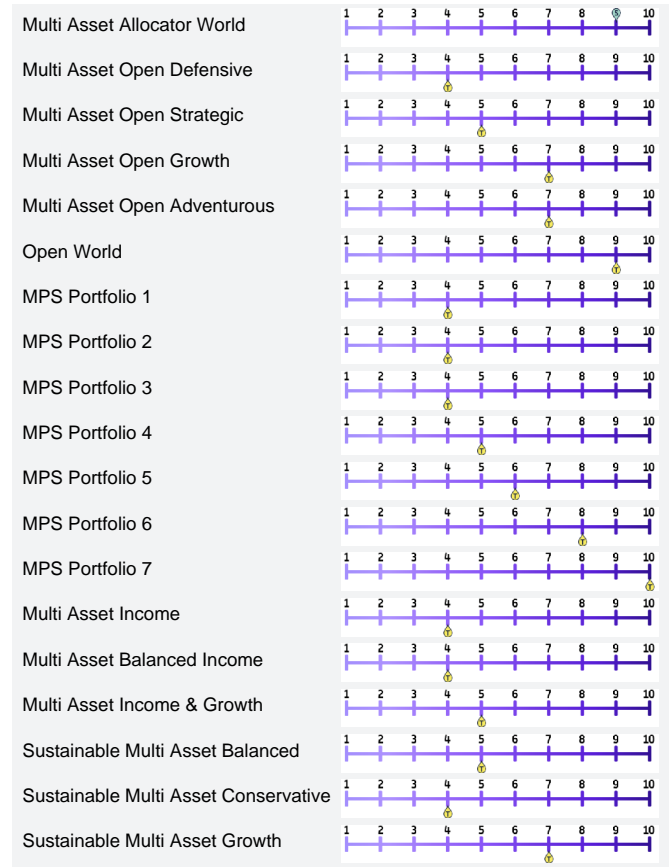 Multi Asset Allocator World
1 2 3 4 5 6 7 8 9 10
S
Multi Asset Open Defensive
1 2 3 4 5 6 7 8 9 10
T
Multi Asset Open Strategic
1 2 3 4 5 6 7 8 9 10
T
Multi Asset Open Growth
1 2 3 4 5 6 7 8 9 10
T
Multi Asset Open Adventurous
1 2 3 4 5 6 7 8 9 10
T
Open World
1 2 3 4 5 6 7 8 9 10
T
MPS Portfolio 1
1 2 3 4 5 6 7 8 9 10
T
MPS Portfolio 2
1 2 3 4 5 6 7 8 9 10
T
MPS Portfolio 3
1 2 3 4 5 6 7 8 9 10
T
MPS Portfolio 4
1 2 3 4 5 6 7 8 9 10
T
MPS Portfolio 5
1 2 3 4 5 6 7 8 9 10
T
MPS Portfolio 6
1 2 3 4 5 6 7 8 9 10
T
MPS Portfolio 7
1 2 3 4 5 6 7 8 9 10
T
Multi Asset Income
1 2 3 4 5 6 7 8 9 10
T
Multi Asset Balanced Income
1 2 3 4 5 6 7 8 9 10
T
Multi Asset Income & Growth
1 2 3 4 5 6 7 8 9 10
T
Sustainable Multi Asset Balanced
1 2 3 4 5 6 7 8 9 10
T
Sustainable Multi Asset Conservative
1 2 3 4 5 6 7 8 9 10
T
Sustainable Multi Asset Growth
1 2 3 4 5 6 7 8 9 10
T